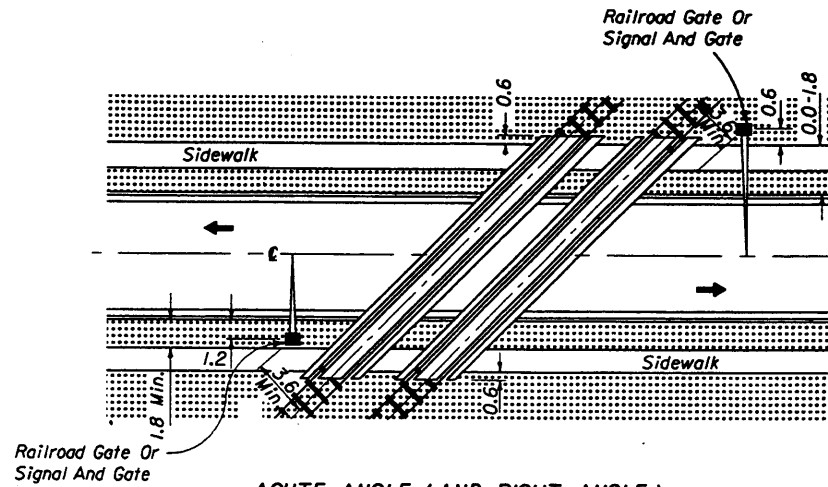 Railroad Gate Or
Signal And Gate
0.6
3.6
Min.
0.6
0.0-1.8
Sidewalk
℄
1.2
1.8 Min.
3.6
Min.
0.6
Sidewalk
Railroad Gate Or
Signal And Gate
ACUTE ANGLE (AND RIGHT ANGLE)